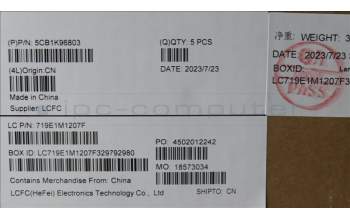 (P)P/N: 5CB1K96803
(Q)QTY: 5 PCS
(4L)Origin:CN
DATE: 2023/7/23
Made in China
Supplier: LCFC
净重: WEIGHT: 3
DATE: 2023/7/23
BOXID:
LC719E1M1207F3
LC P/N: 719E1M1207F
PO: 4502012242
BOX ID: LC719E1M1207F329792980
MO: 18573034
Contains Merchandise From: China
LCFC(HeFei) Electronics Technology Co., Ltd
SHIPTO: CN